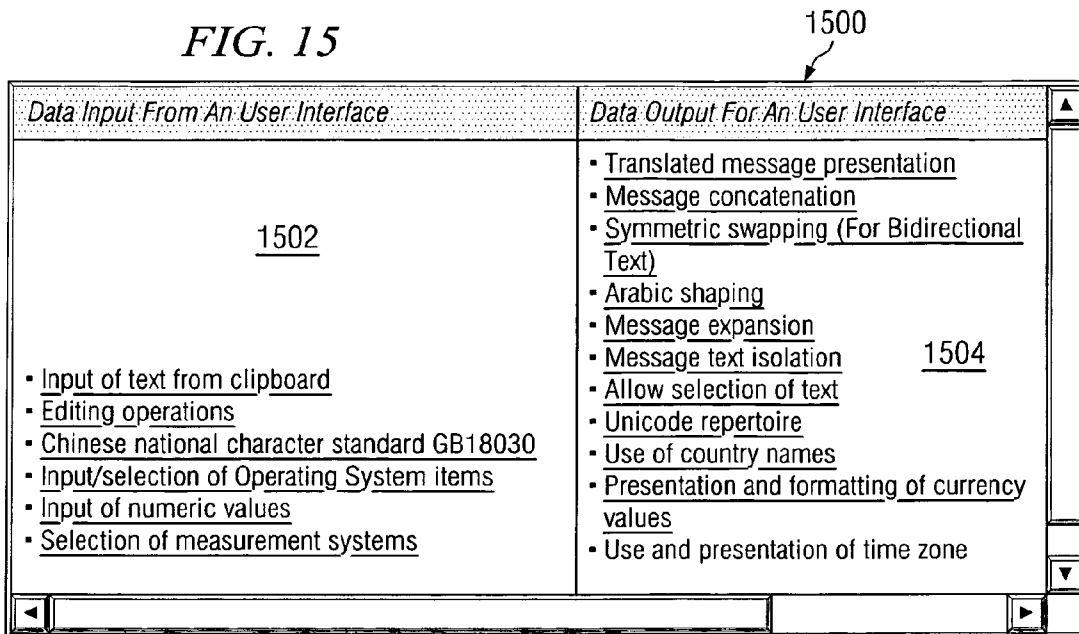 FIG. 15
1500
Data Input From An User Interface
1502
▪ Input of text from clipboard
▪ Editing operations
▪ Chinese national character standard GB18030
▪ Input/selection of Operating System items
▪ Input of numeric values
▪ Selection of measurement systems
Data Output For An User Interface
▪ Translated message presentation
▪ Message concatenation
▪ Symmetric swapping (For Bidirectional
Text)
▪ Arabic shaping
▪ Message expansion
▪ Message text isolation
1504
▪ Allow selection of text
▪ Unicode repertoire
▪ Use of country names
▪ Presentation and formatting of currency
values
▪ Use and presentation of time zone